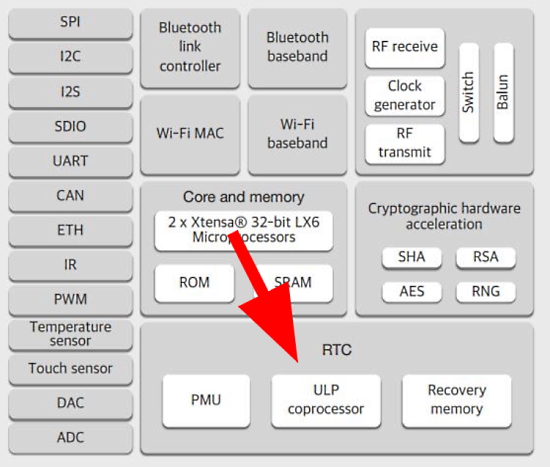 SPI
I2C
I2S
SDIO
UART
CAN
ETH
IR
PWM
Temperature
sensor
Touch sensor
DAC
ADC
Bluetooth
link
controller
Bluetooth
baseband
Wi-Fi MAC
Wi-Fi
baseband
RF receive
Clock
generator
RF
transmit
Switch
Balun
Core and memory
2 x Xtensa® 32-bit LX6
Microprocessors
ROM
SRAM
Cryptographic hardware
acceleration
SHA
RSA
AES
RNG
RTC
PMU
ULP
coprocessor
Recovery
memory